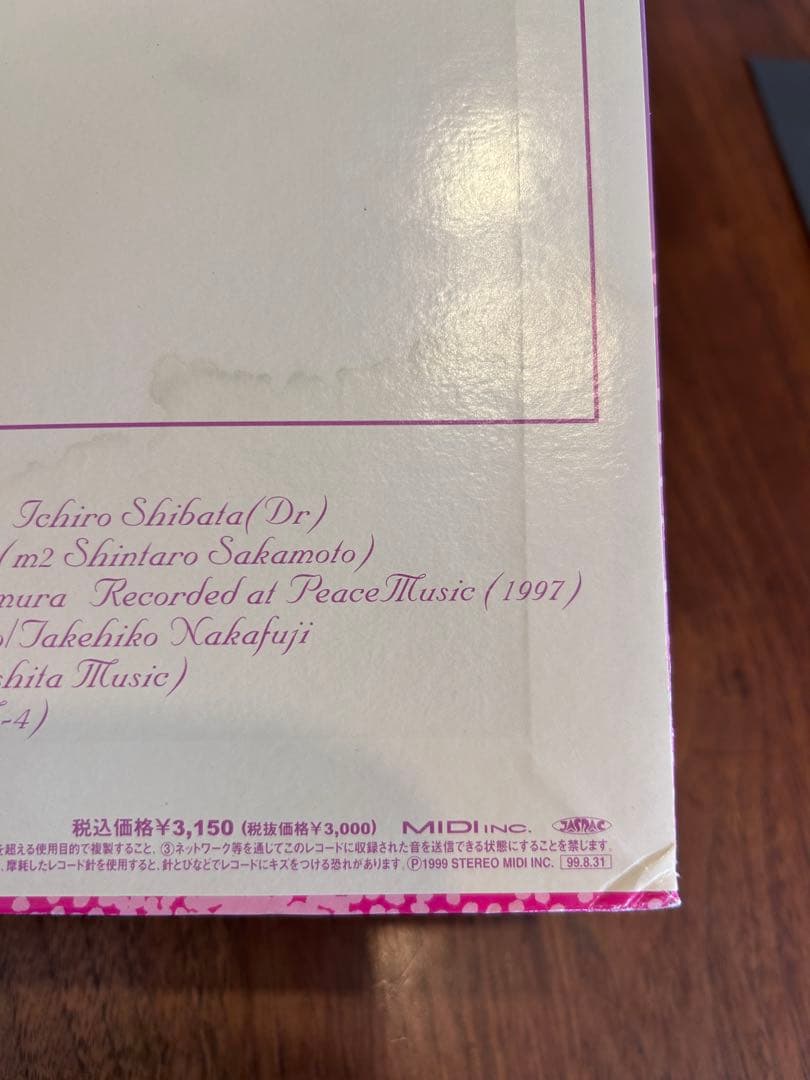 Ichiro Shibata(Dr)
(m2 Shintaro Sakamoto)
mura Recorded at PeaceMusic (1997)
o/Takehiko Nakafuji
shita Music)
-4)
税込価格¥3,150 (税抜価格¥3,000) MIDI INC. JASRAC
を超える使用目的で複製すること、③ネットワーク等を通じてこのレコードに収録された音を送信できる状態にすることを禁じます。
摩耗したレコード針を使用すると、針とびなどでレコードにキズをつける恐れがあります。Ⓟ1999 STEREO MIDI INC. 99.8.31